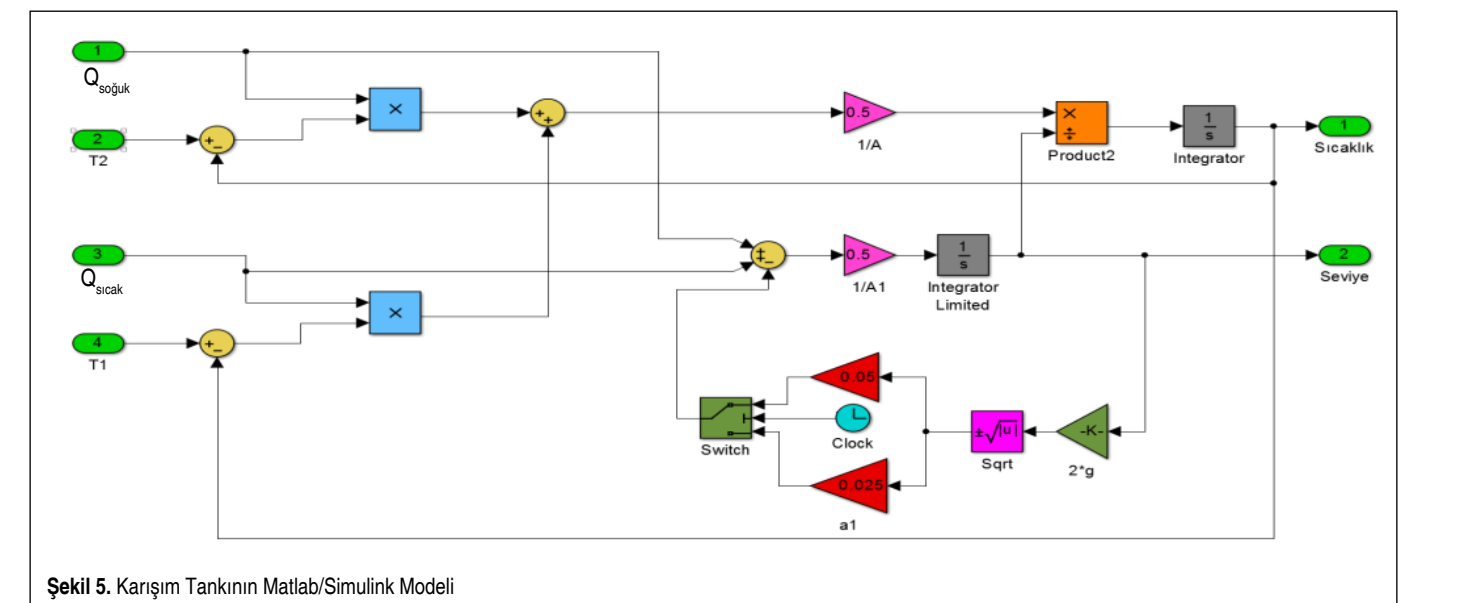 1
Qsoğuk
2
T2
3
Qsıcak
4
T1
+ −
×
+ +
+ −
×
0.5
1/A
×
÷
Product2
1
s
Integrator
1
Sıcaklık
‡ −
0.5
1/A1
1
s
Integrator
Limited
2
Seviye
0.05
Clock
Switch
0.025
a1
±√|u|
Sqrt
-K-
2*g
Şekil 5. Karışım Tankının Matlab/Simulink Modeli